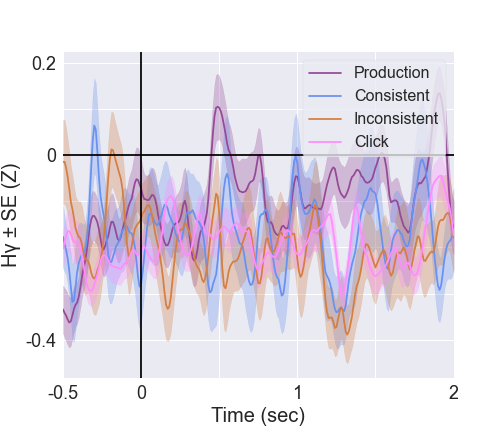 Production
Consistent
Inconsistent
Click
0.2
0
-0.4
Hγ ± SE (Z)
-0.5 0 1 2
Time (sec)